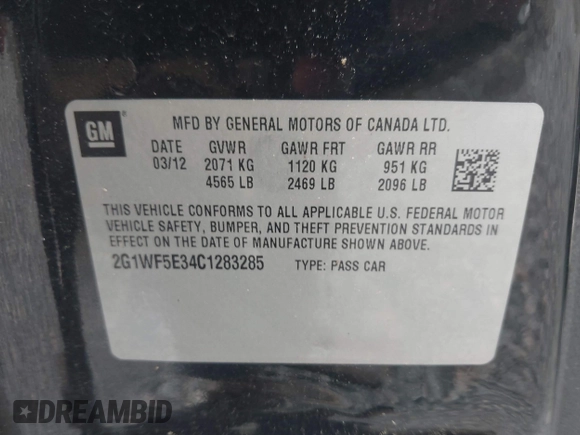 GM
MFD BY GENERAL MOTORS OF CANADA LTD.
DATE GVWR GAWR FRT GAWR RR
03/12 2071 KG 1120 KG 951 KG
4565 LB 2469 LB 2096 LB
THIS VEHICLE CONFORMS TO ALL APPLICABLE U.S. FEDERAL MOTOR
VEHICLE SAFETY, BUMPER, AND THEFT PREVENTION STANDARDS IN
EFFECT ON THE DATE OF MANUFACTURE SHOWN ABOVE.
2G1WF5E34C1283285 TYPE: PASS CAR
DREAMBID